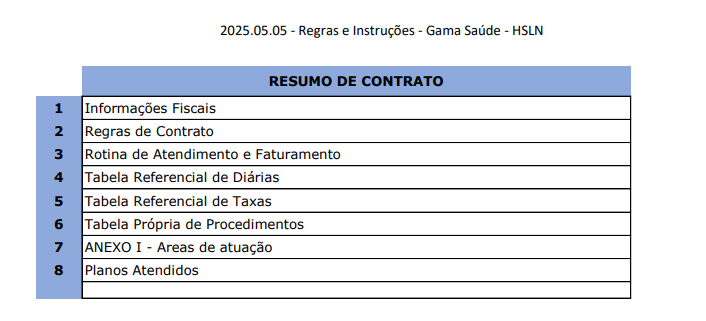 2025.05.05 - Regras e Instruções - Gama Saúde - HSLN
RESUMO DE CONTRATO
1 Informações Fiscais
2 Regras de Contrato
3 Rotina de Atendimento e Faturamento
4 Tabela Referencial de Diárias
5 Tabela Referencial de Taxas
6 Tabela Própria de Procedimentos
7 ANEXO I - Areas de atuação
8 Planos Atendidos